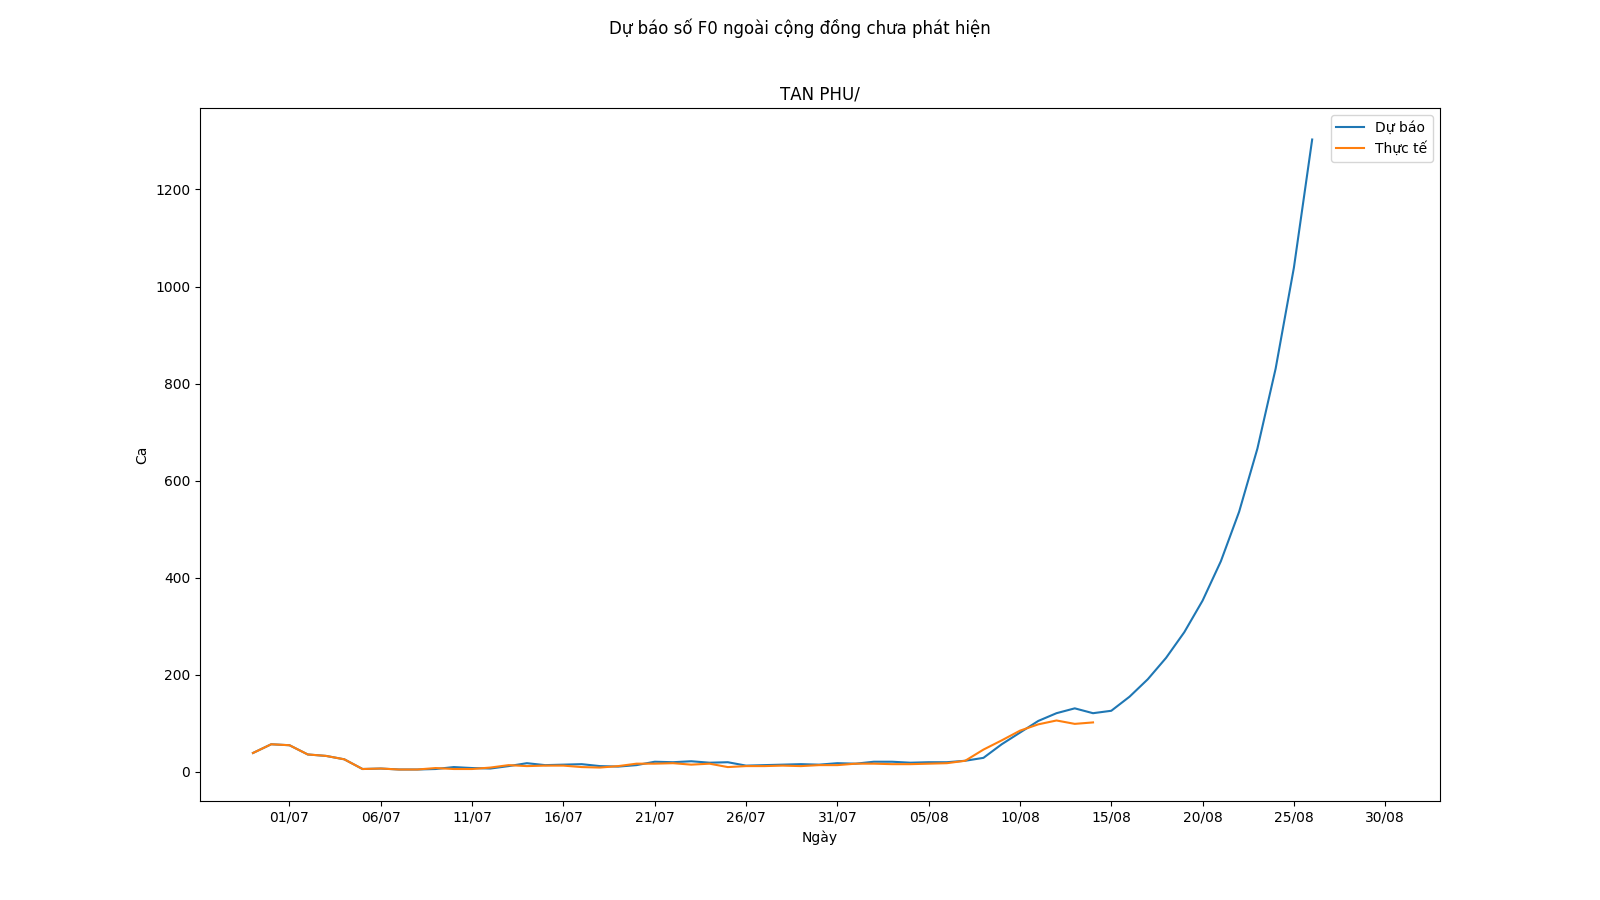 Dự báo số F0 ngoài cộng đồng chưa phát hiện
TAN PHU/
Dự báo
Thực tế
1200
1000
800
600
400
200
0
Ca
01/07 06/07 11/07 16/07 21/07 26/07 31/07 05/08 10/08 15/08 20/08 25/08 30/08
Ngày